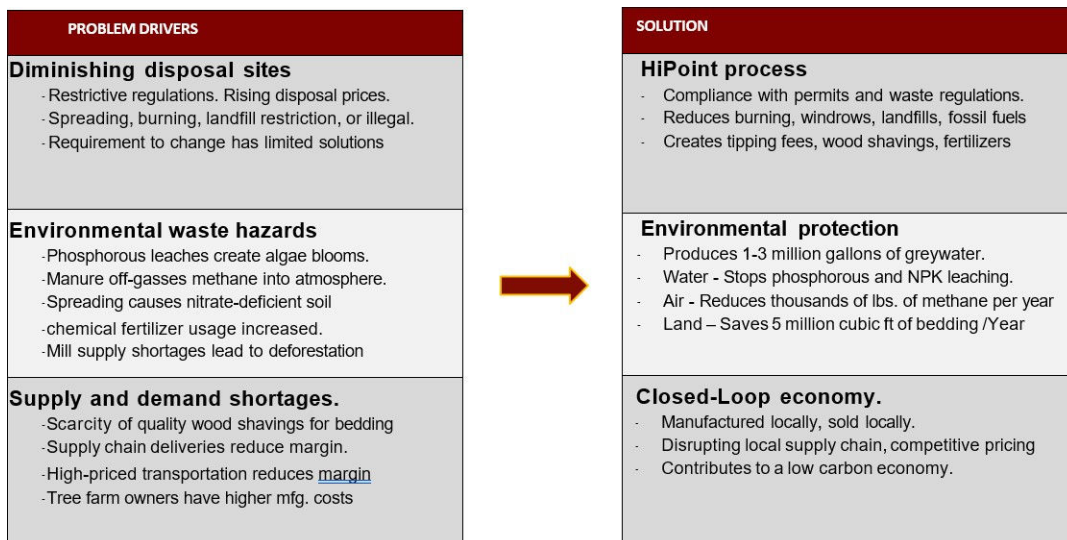 PROBLEM DRIVERS
Diminishing disposal sites
- Restrictive regulations. Rising disposal prices.
- Spreading, burning, landfill restriction, or illegal.
- Requirement to change has limited solutions
Environmental waste hazards
-Phosphorous leaches create algae blooms.
-Manure off-gasses methane into atmosphere.
-Spreading causes nitrate-deficient soil
-chemical fertilizer usage increased.
-Mill supply shortages lead to deforestation
Supply and demand shortages.
-Scarcity of quality wood shavings for bedding
-Supply chain deliveries reduce margin.
-High-priced transportation reduces margin
-Tree farm owners have higher mfg. costs
SOLUTION
HiPoint process
- Compliance with permits and waste regulations.
- Reduces burning, windrows, landfills, fossil fuels
- Creates tipping fees, wood shavings, fertilizers
Environmental protection
- Produces 1-3 million gallons of greywater.
- Water - Stops phosphorous and NPK leaching.
- Air - Reduces thousands of lbs. of methane per year
- Land – Saves 5 million cubic ft of bedding /Year
Closed-Loop economy.
- Manufactured locally, sold locally.
- Disrupting local supply chain, competitive pricing
- Contributes to a low carbon economy.